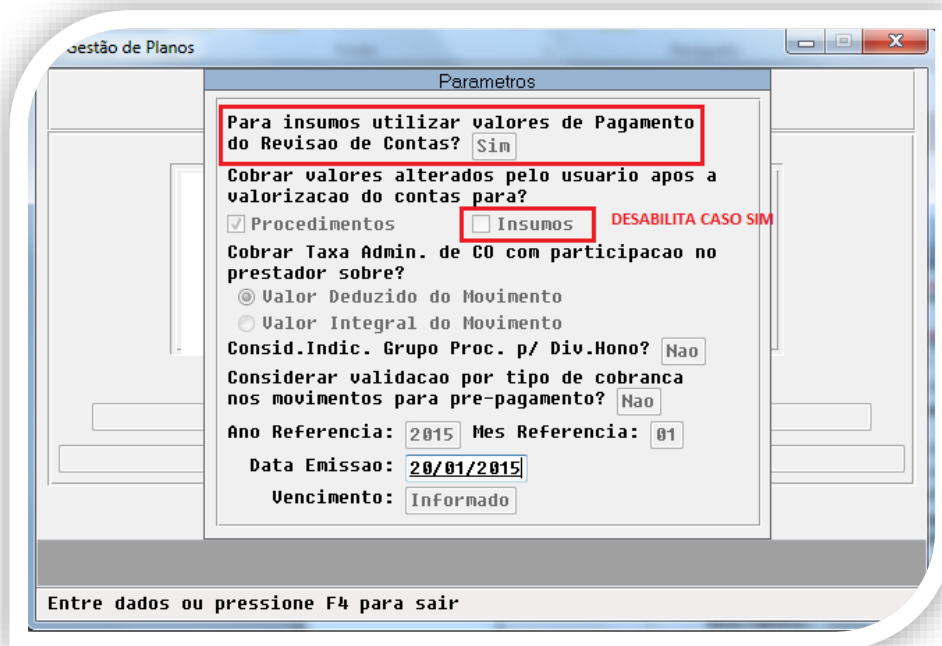 Gestão de Planos
Parametros
Para insumos utilizar valores de Pagamento
do Revisao de Contas? Sim
Cobrar valores alterados pelo usuario apos a
valorizacao do contas para?
Procedimentos Insumos DESABILITA CASO SIM
Cobrar Taxa Admin. de CO com participacao no
prestador sobre?
Valor Deduzido do Movimento
Valor Integral do Movimento
Consid.Indic. Grupo Proc. p/ Div.Hono? Nao
Considerar validacao por tipo de cobranca
nos movimentos para pre-pagamento? Nao
Ano Referencia: 2015 Mes Referencia: 01
Data Emissao: 20/01/2015
Vencimento: Informado
Entre dados ou pressione F4 para sair